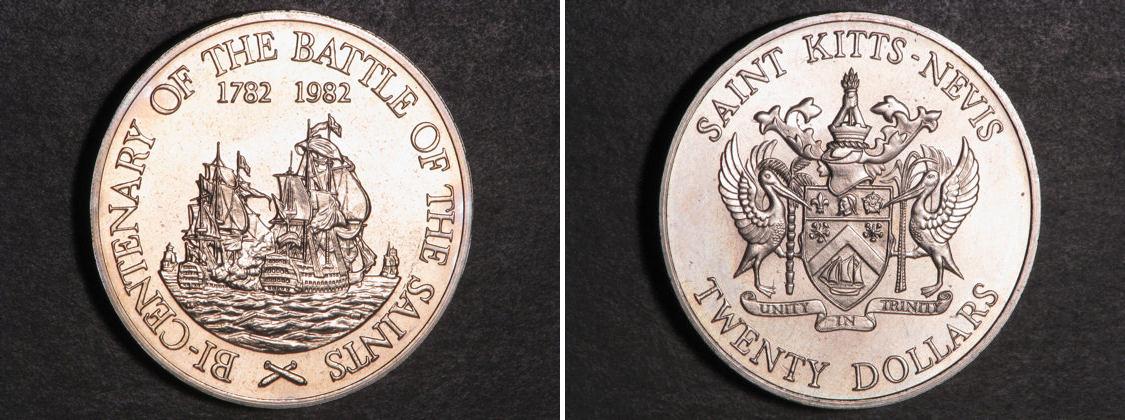 BI-CENTENARY OF THE BATTLE OF THE SAINTS
1782 1982
SAINT KITTS-NEVIS
UNITY IN TRINITY
TWENTY DOLLARS